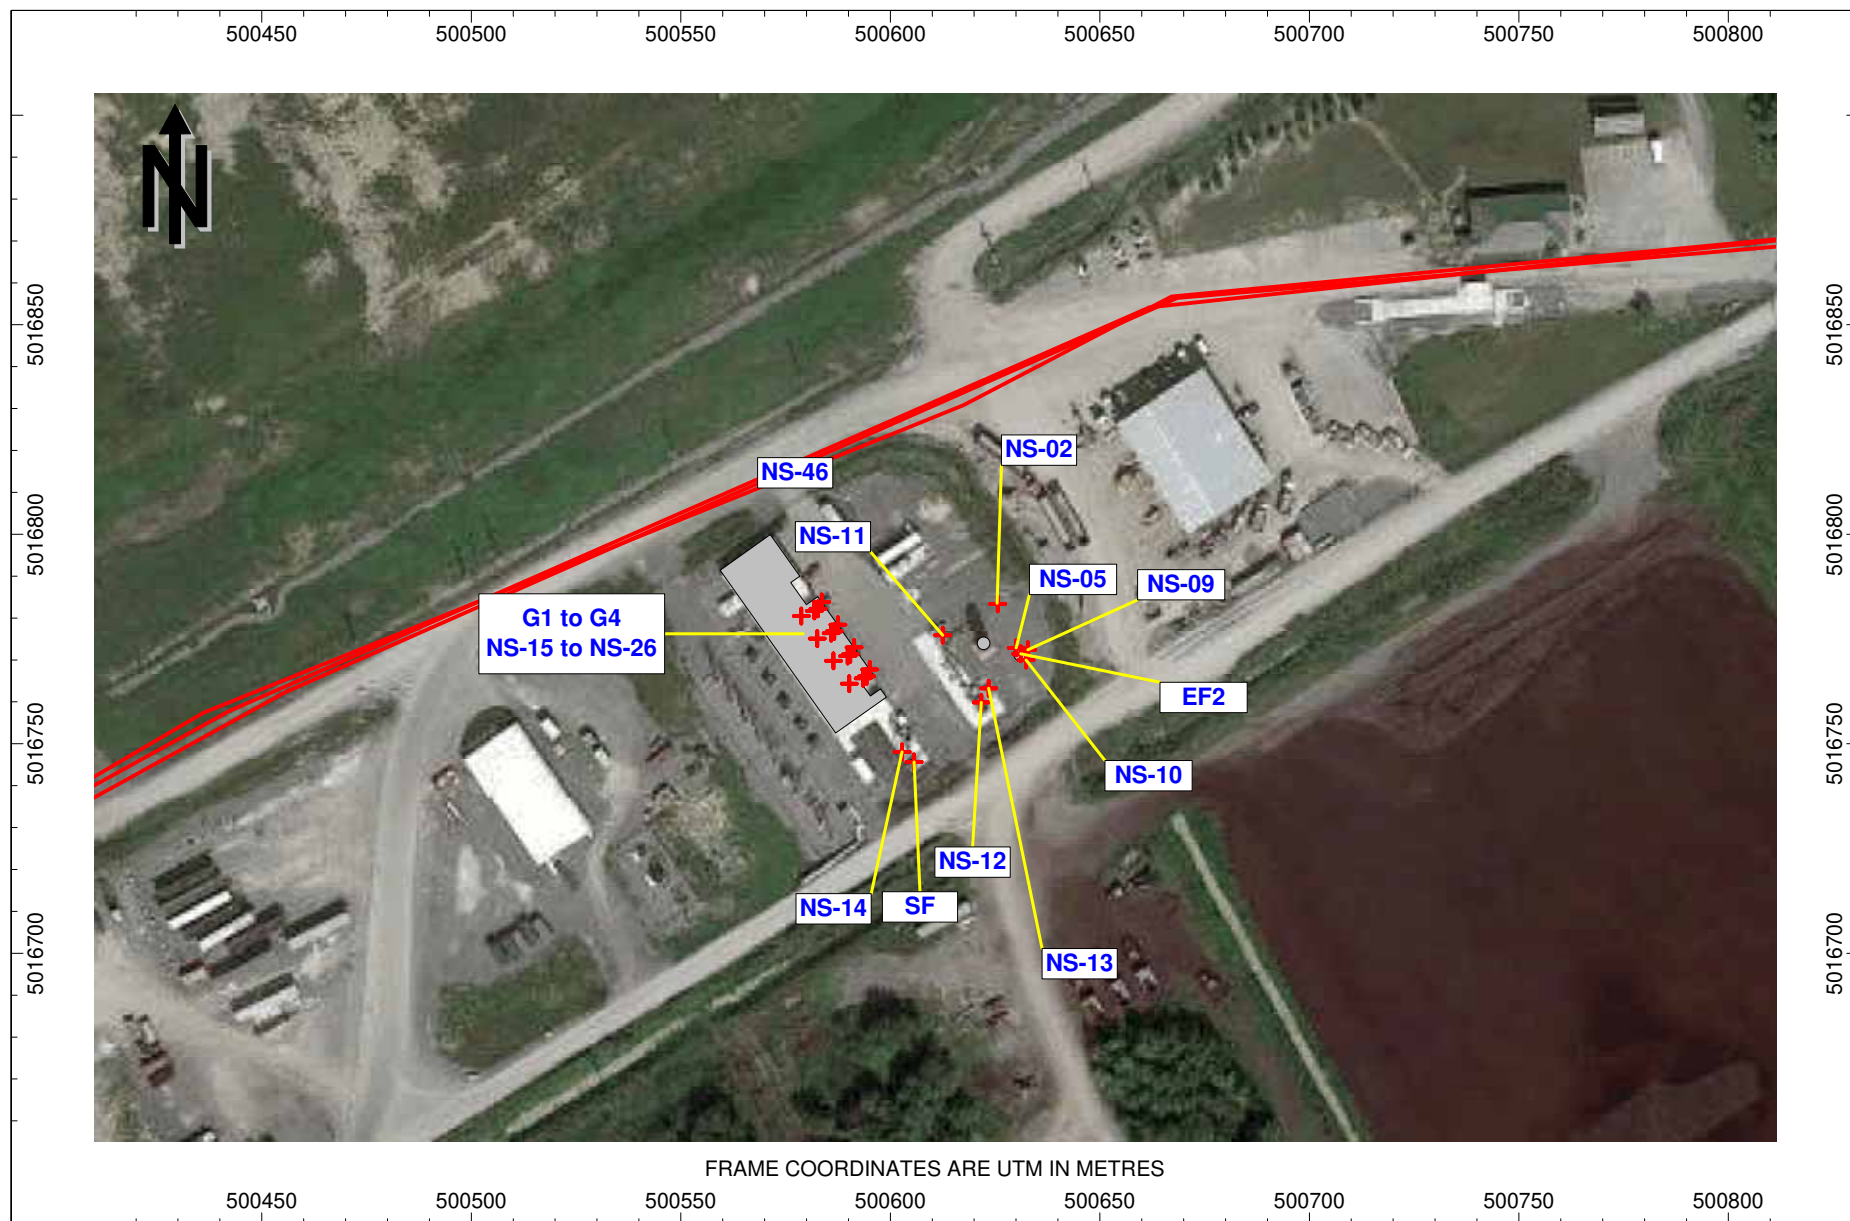 500450 500500 500550 500600 500650 500700 500750 500800
N
5016850 5016850
NS-02
NS-46
NS-11
5016800 5016800
NS-05 NS-09
G1 to G4
NS-15 to NS-26
EF2
5016750 5016750
NS-10
NS-12
NS-14 SF
NS-13
5016700 5016700
FRAME COORDINATES ARE UTM IN METRES
500450 500500 500550 500600 500650 500700 500750 500800